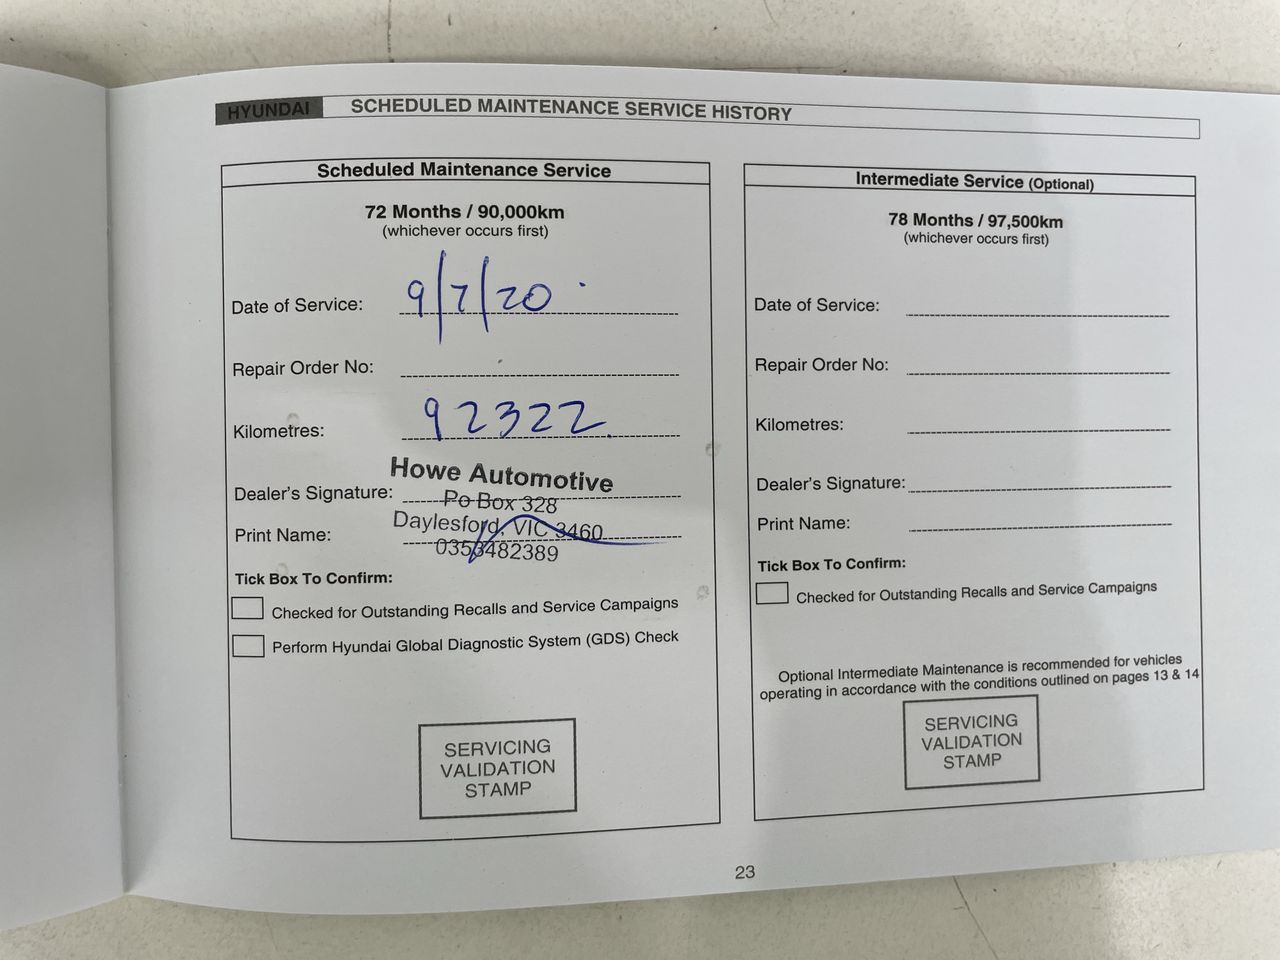 HYUNDAI SCHEDULED MAINTENANCE SERVICE HISTORY
Scheduled Maintenance Service
72 Months / 90,000km
(whichever occurs first)
Date of Service: 9/7/20
Repair Order No:
Kilometres: 92322
Howe Automotive
Dealer's Signature:
Po Box 328
Daylesford, VIC 3460
Print Name:
0353482389
Tick Box To Confirm:
Checked for Outstanding Recalls and Service Campaigns
Perform Hyundai Global Diagnostic System (GDS) Check
SERVICING
VALIDATION
STAMP
Intermediate Service (Optional)
78 Months / 97,500km
(whichever occurs first)
Date of Service:
Repair Order No:
Kilometres:
Dealer's Signature:
Print Name:
Tick Box To Confirm:
Checked for Outstanding Recalls and Service Campaigns
Optional Intermediate Maintenance is recommended for vehicles
operating in accordance with the conditions outlined on pages 13 & 14
SERVICING
VALIDATION
STAMP
23